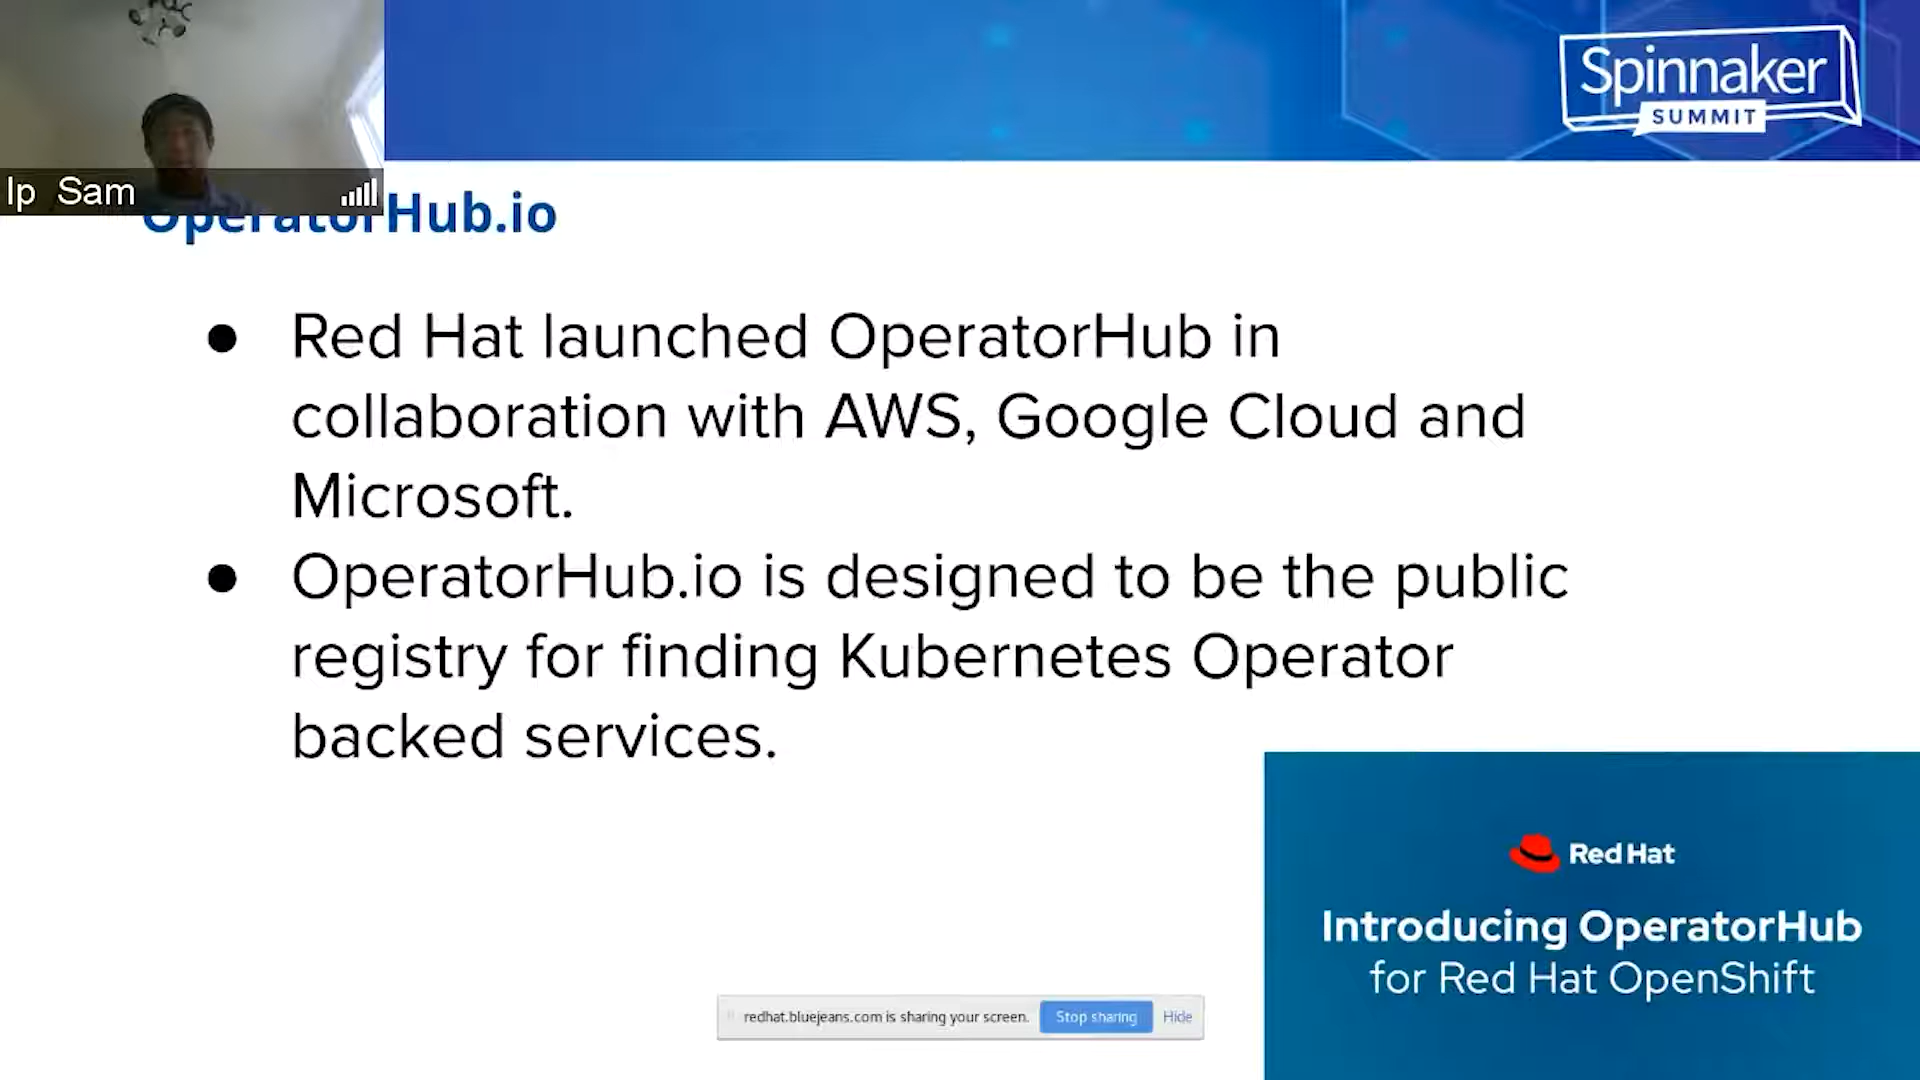 Spinnaker
SUMMIT
Ip Sam
OperatorHub.io
● Red Hat launched OperatorHub in
collaboration with AWS, Google Cloud and
Microsoft.
● OperatorHub.io is designed to be the public
registry for finding Kubernetes Operator
backed services.
Red Hat
Introducing OperatorHub
for Red Hat OpenShift
redhat.bluejeans.com is sharing your screen. Stop sharing Hide